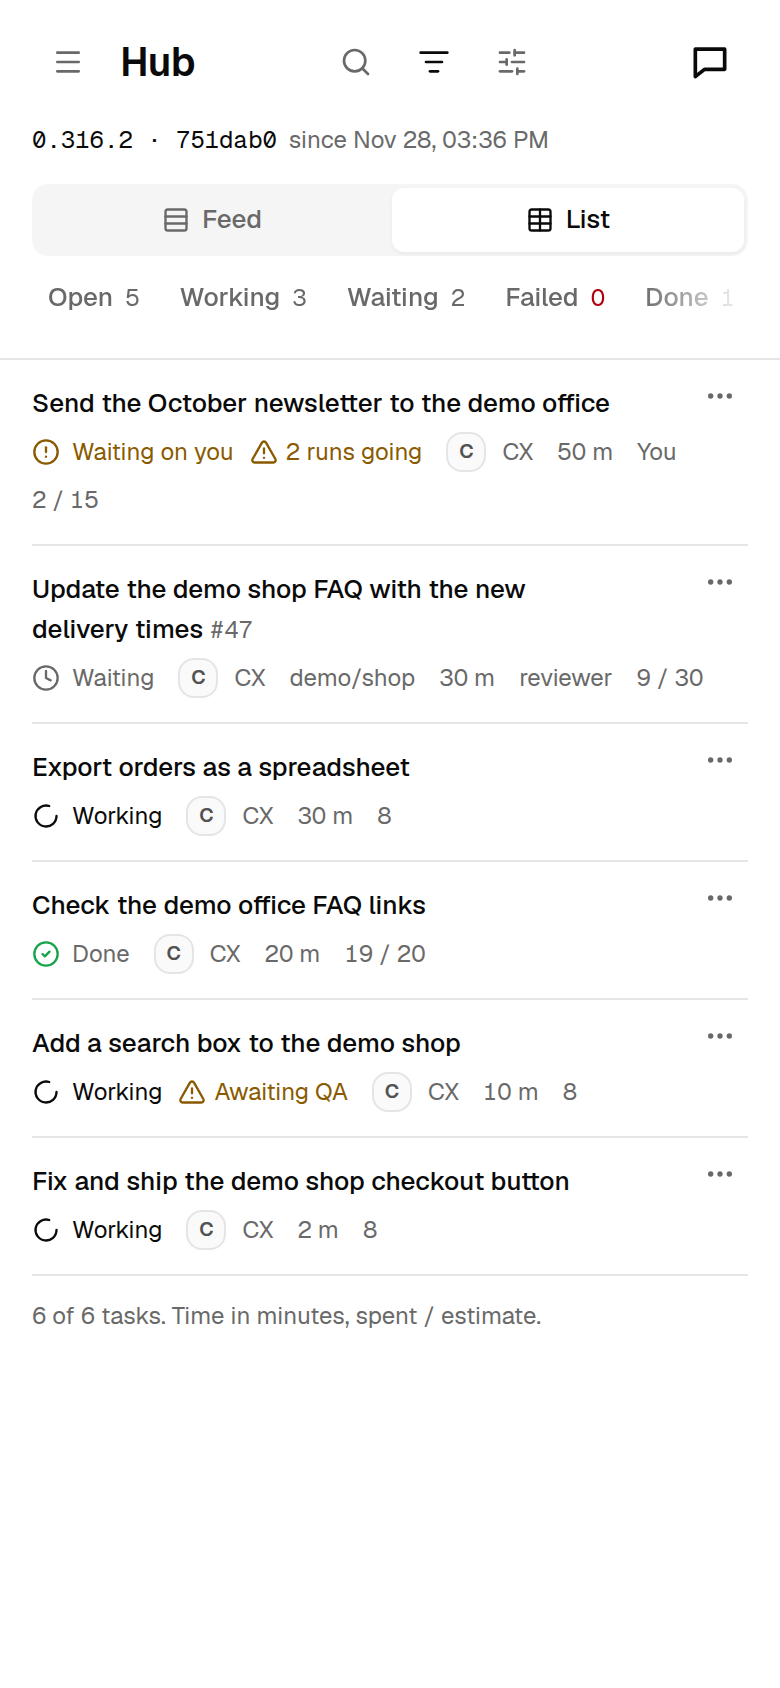 Hub
0.316.2 · 751dab0 since Nov 28, 03:36 PM
Feed List
Open 5 Working 3 Waiting 2 Failed 0 Done 1
Send the October newsletter to the demo office
Waiting on you 2 runs going C CX 50 m You
2 / 15
Update the demo shop FAQ with the new
delivery times #47
Waiting C CX demo/shop 30 m reviewer 9 / 30
Export orders as a spreadsheet
Working C CX 30 m 8
Check the demo office FAQ links
Done C CX 20 m 19 / 20
Add a search box to the demo shop
Working Awaiting QA C CX 10 m 8
Fix and ship the demo shop checkout button
Working C CX 2 m 8
6 of 6 tasks. Time in minutes, spent / estimate.